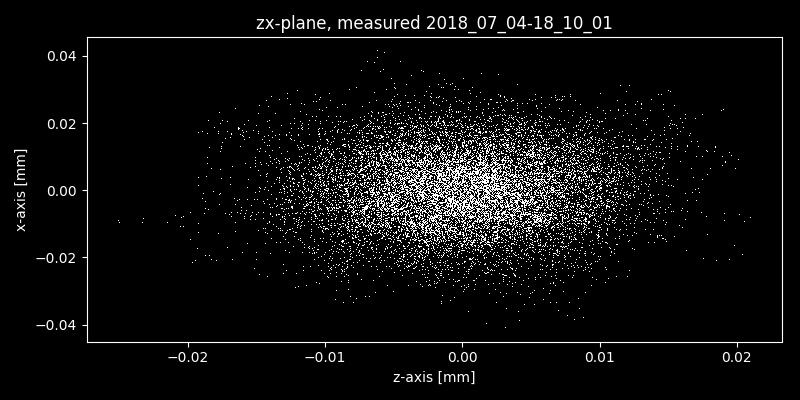 zx-plane, measured 2018_07_04-18_10_01
0.04
0.02
0.00
−0.02
−0.04
x-axis [mm]
−0.02 −0.01 0.00 0.01 0.02
z-axis [mm]